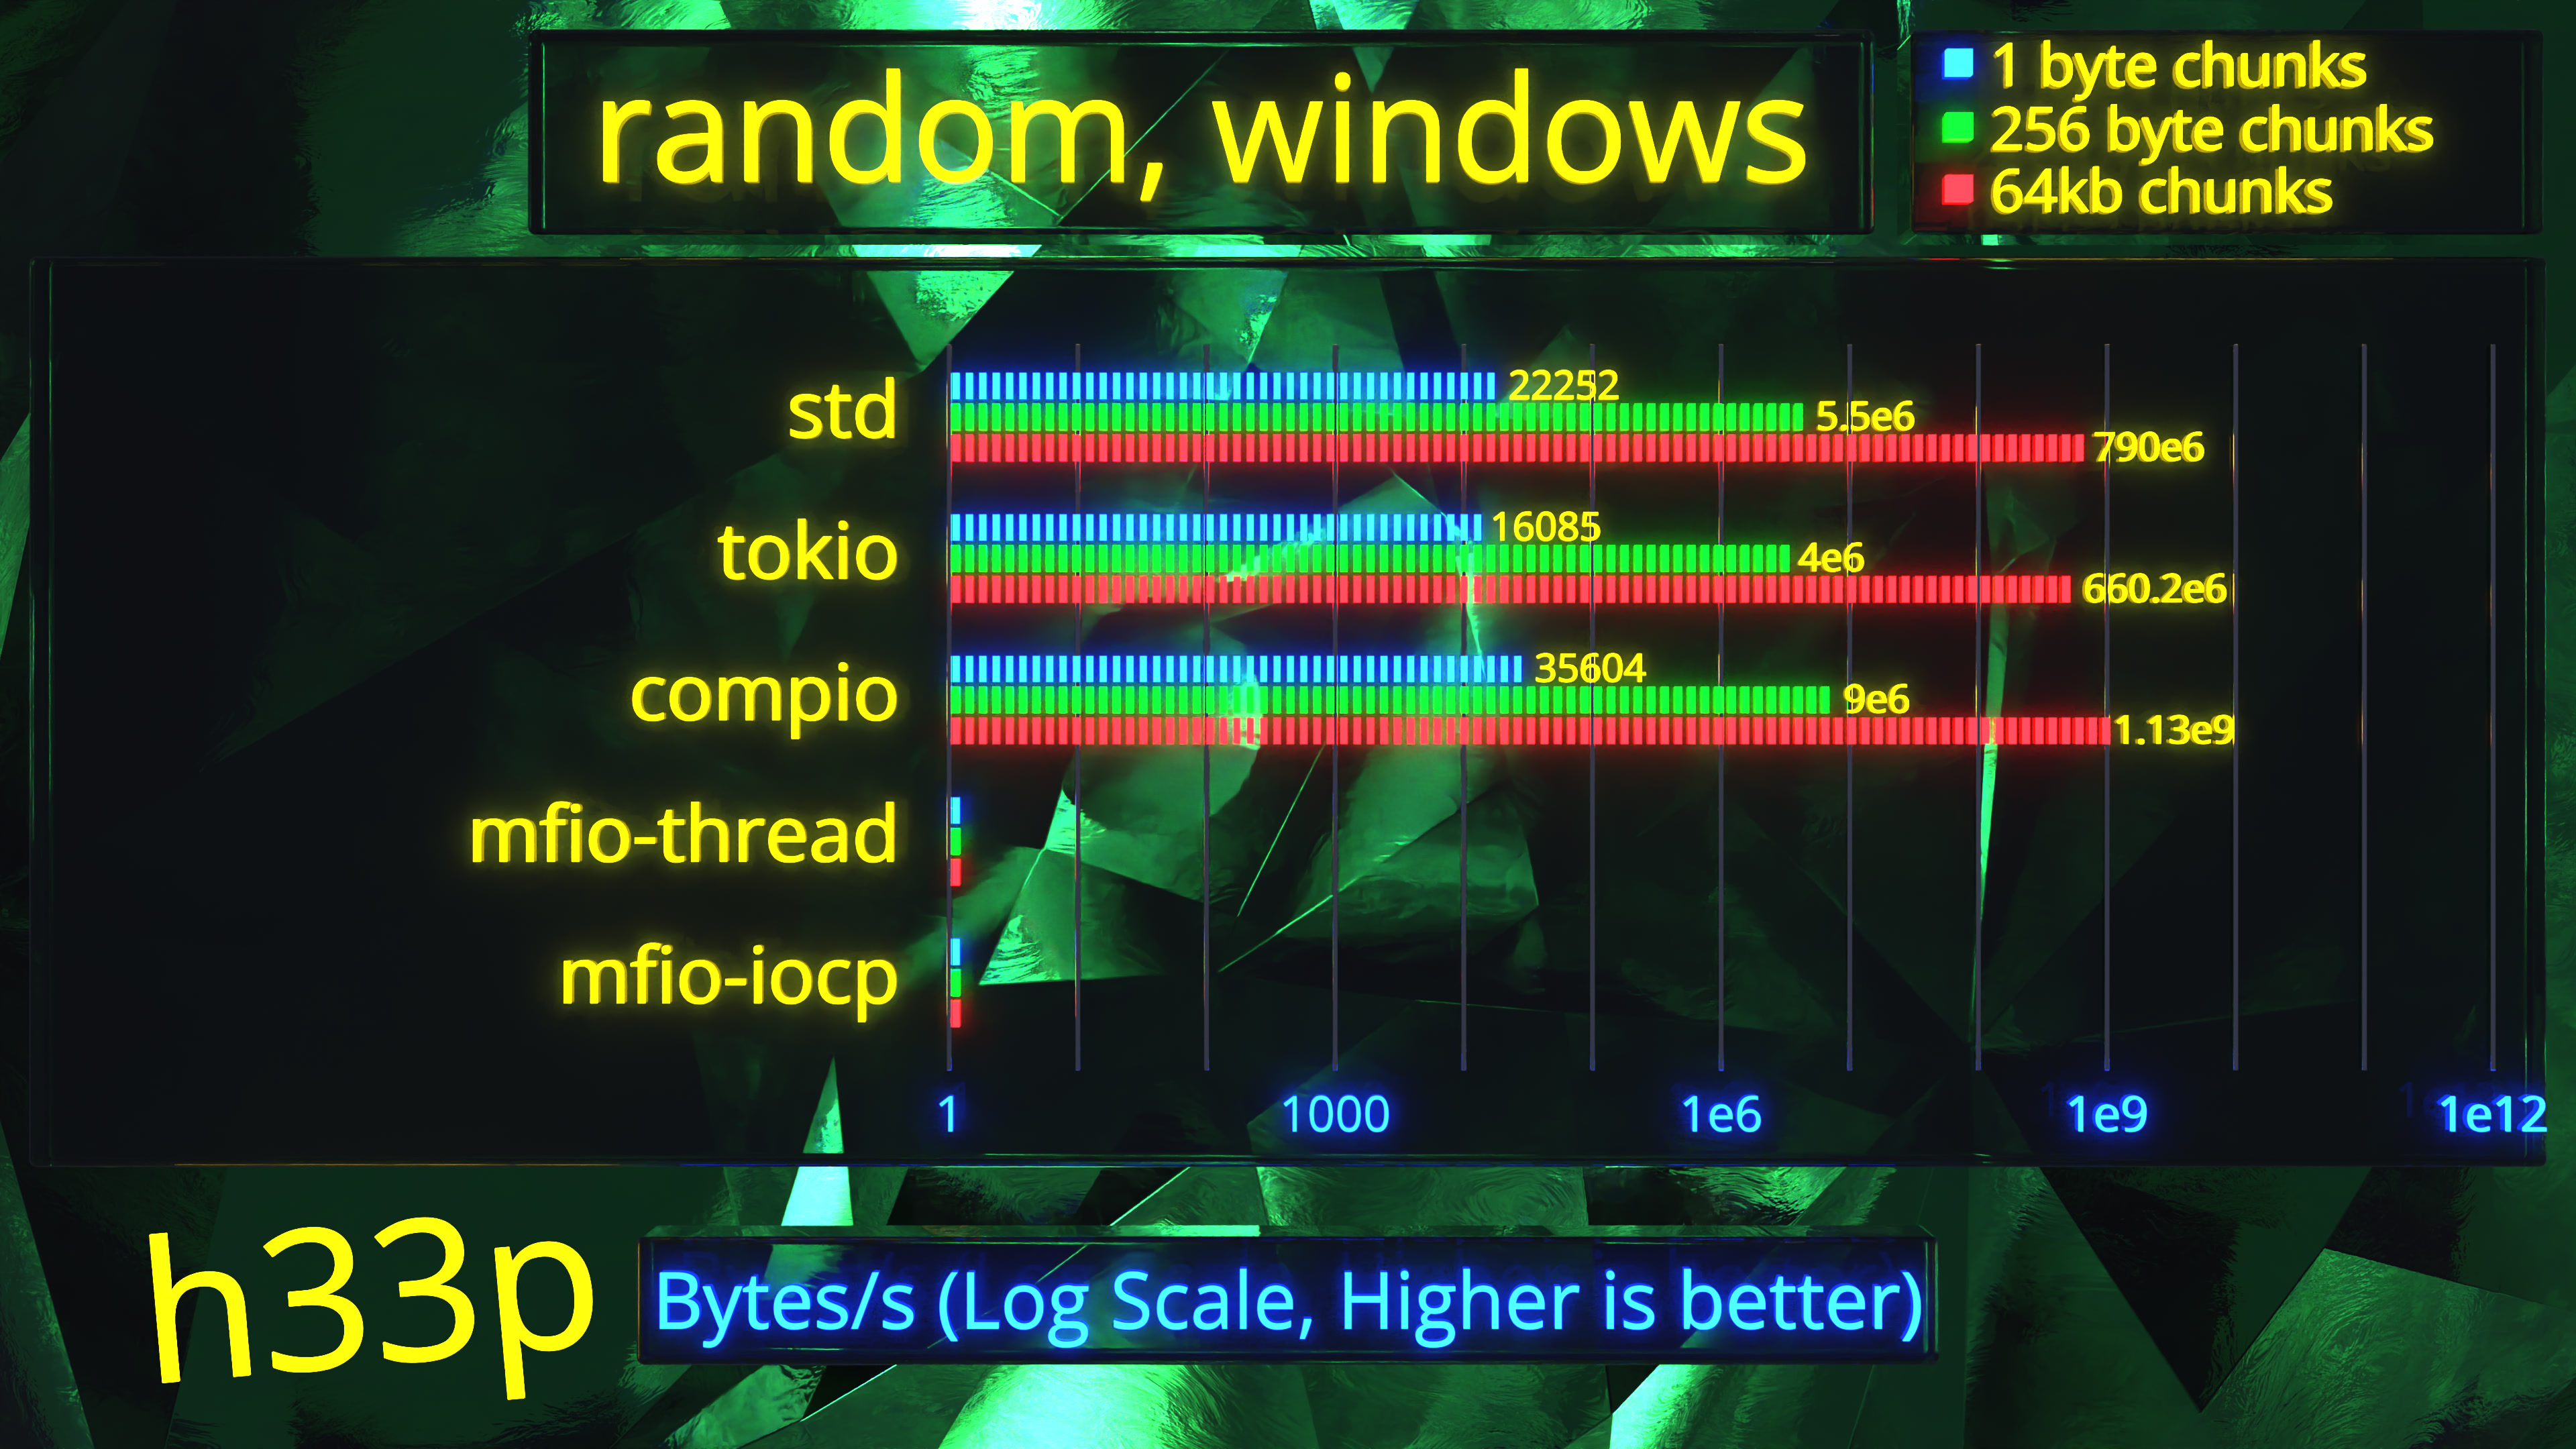 random, windows
1 byte chunks
256 byte chunks
64kb chunks
std
22252
5.5e6
790e6
tokio
16085
4e6
660.2e6
compio
35604
9e6
1.13e9
mfio-thread
mfio-iocp
1 1000 1e6 1e9 1e12
h33p
Bytes/s (Log Scale, Higher is better)